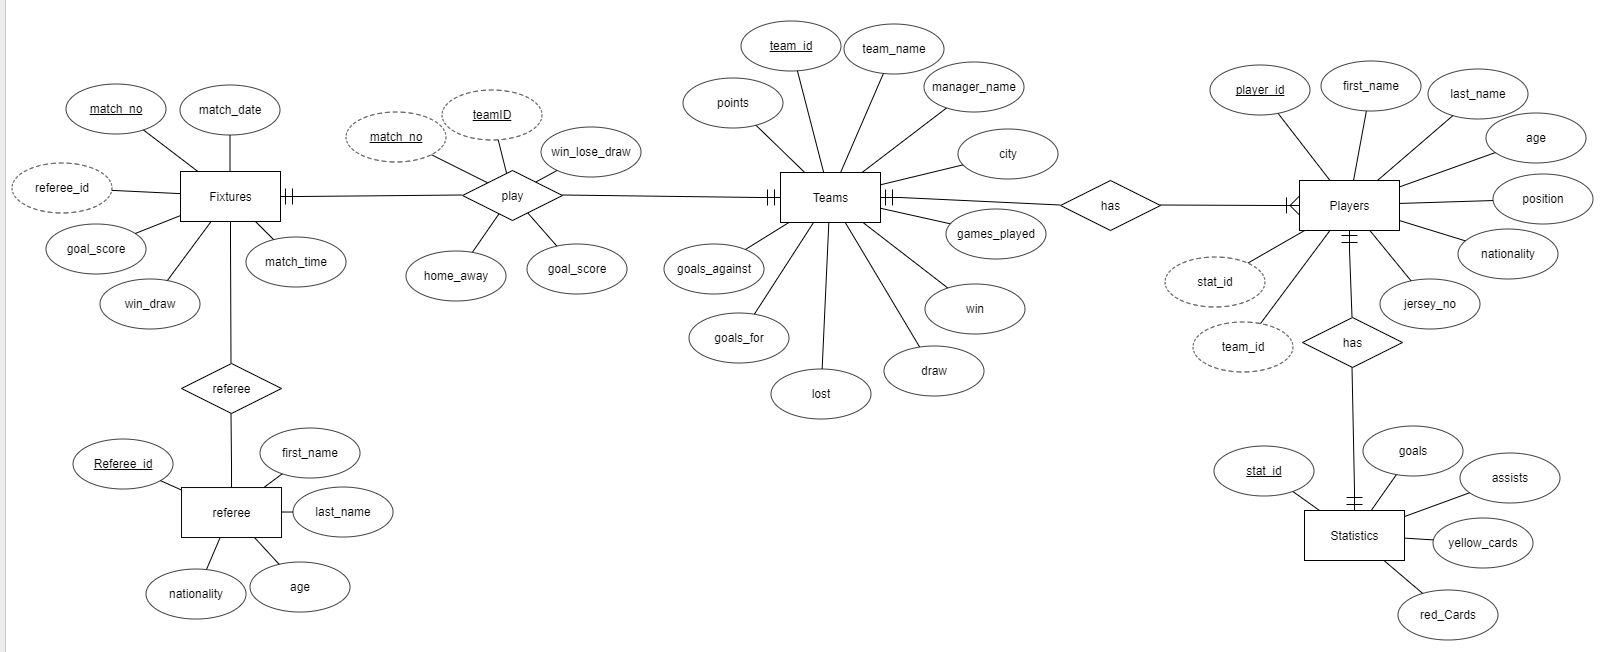 team_id
team_name
points
manager_name
match_no
match_date
match_no
teamID
win_lose_draw
city
player_id
first_name
last_name
age
referee_id
Fixtures
play
Teams
has
Players
position
goal_score
match_time
home_away
goal_score
goals_against
games_played
nationality
stat_id
win_draw
goals_for
win
jersey_no
team_id
has
referee
lost
draw
Referee_id
first_name
referee
last_name
nationality
age
stat_id
goals
assists
Statistics
yellow_cards
red_Cards